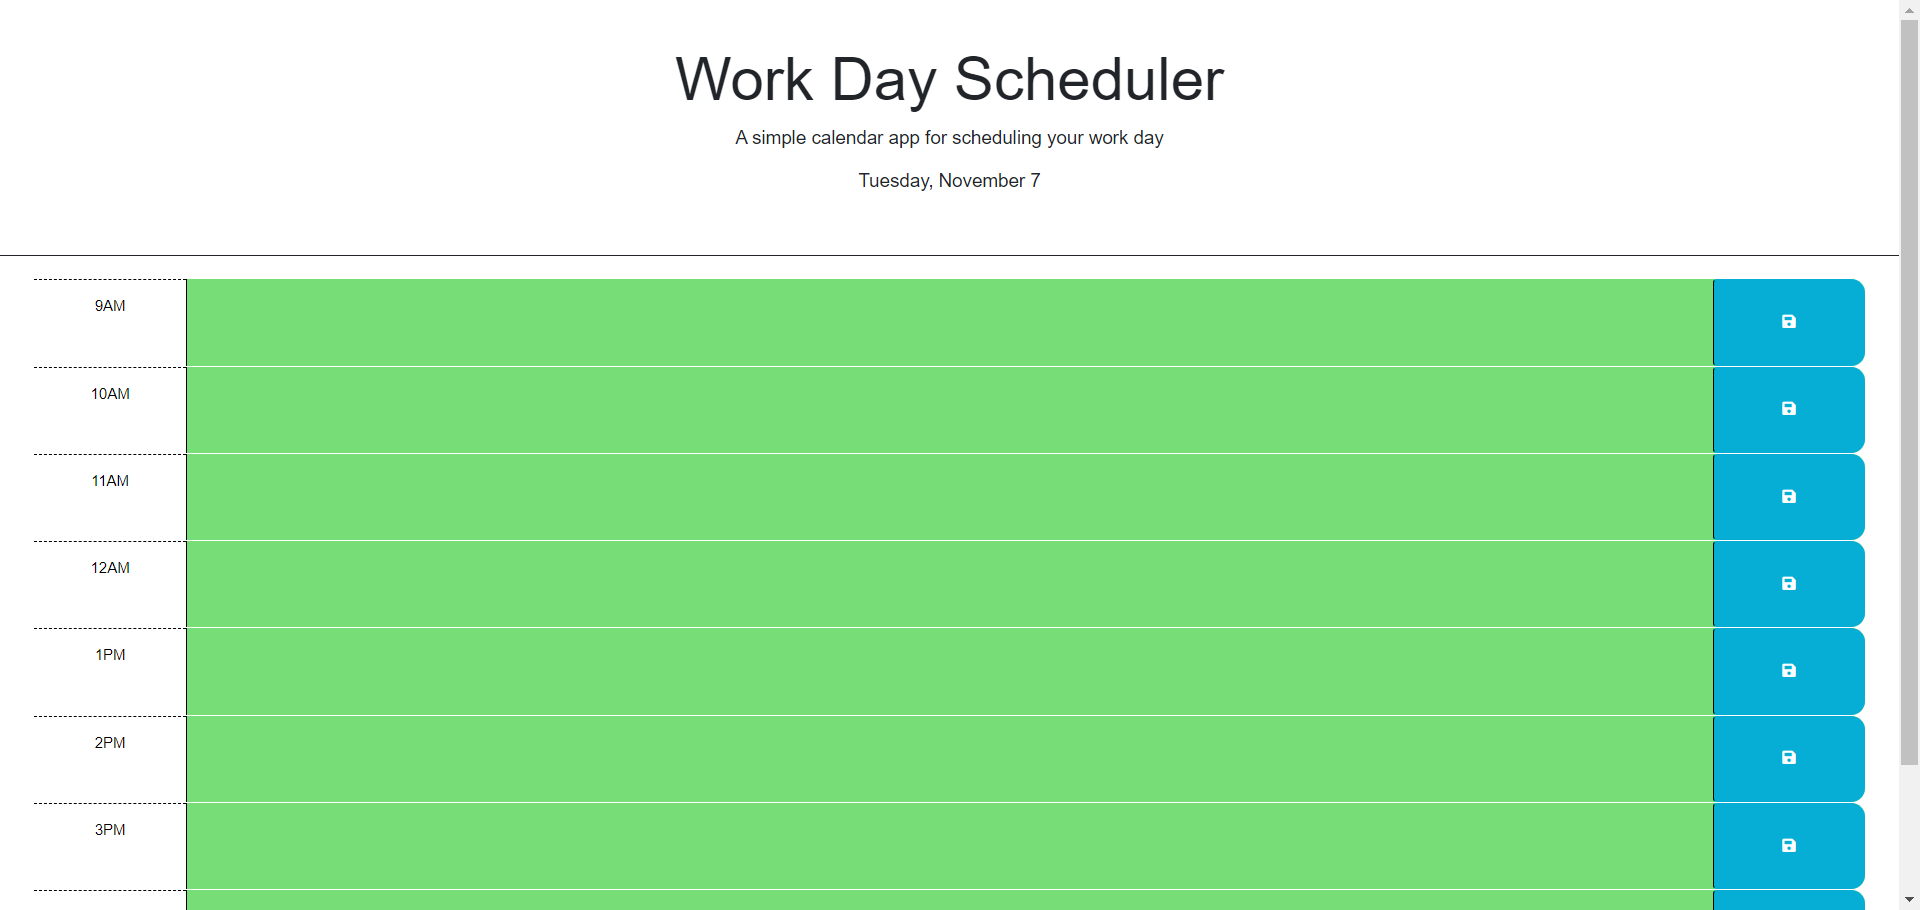 Work Day Scheduler
A simple calendar app for scheduling your work day
Tuesday, November 7
9AM
10AM
11AM
12AM
1PM
2PM
3PM